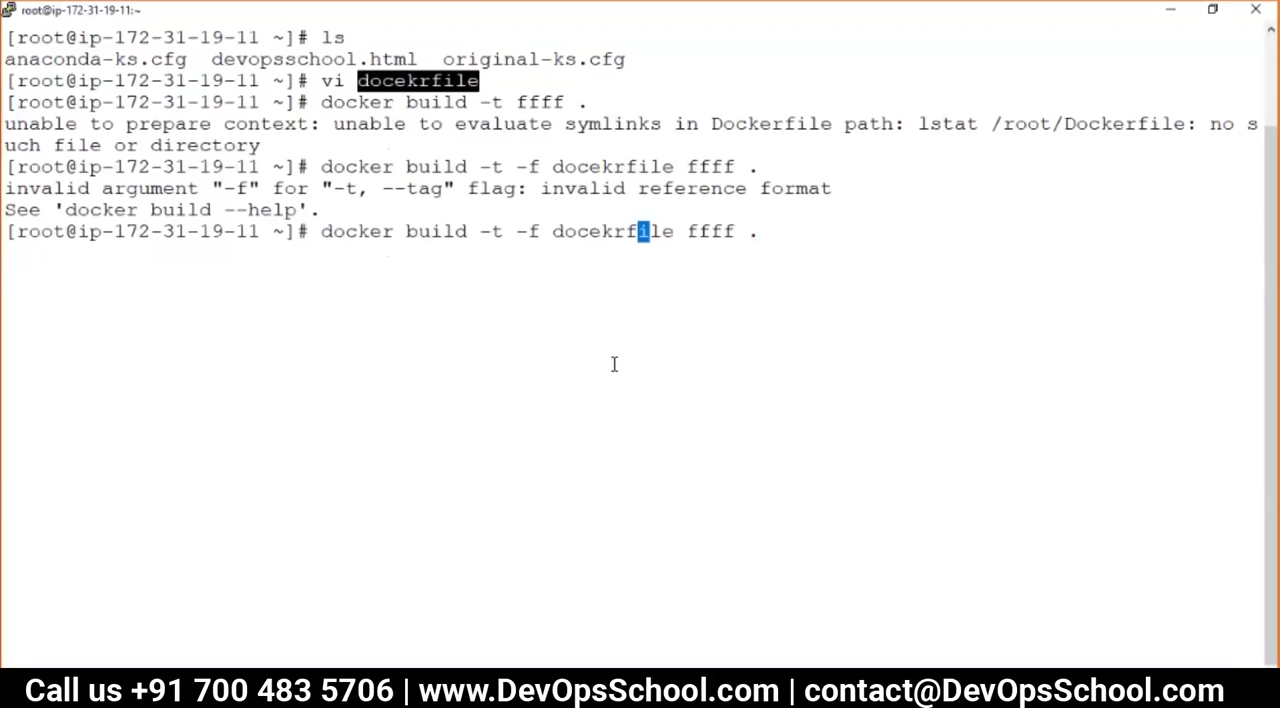 root@ip-172-31-19-11:~
[root@ip-172-31-19-11 ~]# ls
anaconda-ks.cfg  devopsschool.html  original-ks.cfg
[root@ip-172-31-19-11 ~]# vi docekrfile
[root@ip-172-31-19-11 ~]# docker build -t ffff .
unable to prepare context: unable to evaluate symlinks in Dockerfile path: lstat /root/Dockerfile: no s
uch file or directory
[root@ip-172-31-19-11 ~]# docker build -t -f docekrfile ffff .
invalid argument "-f" for "-t, --tag" flag: invalid reference format
See 'docker build --help'.
[root@ip-172-31-19-11 ~]# docker build -t -f docekrfile ffff .
Call us +91 700 483 5706 | www.DevOpsSchool.com | contact@DevOpsSchool.com